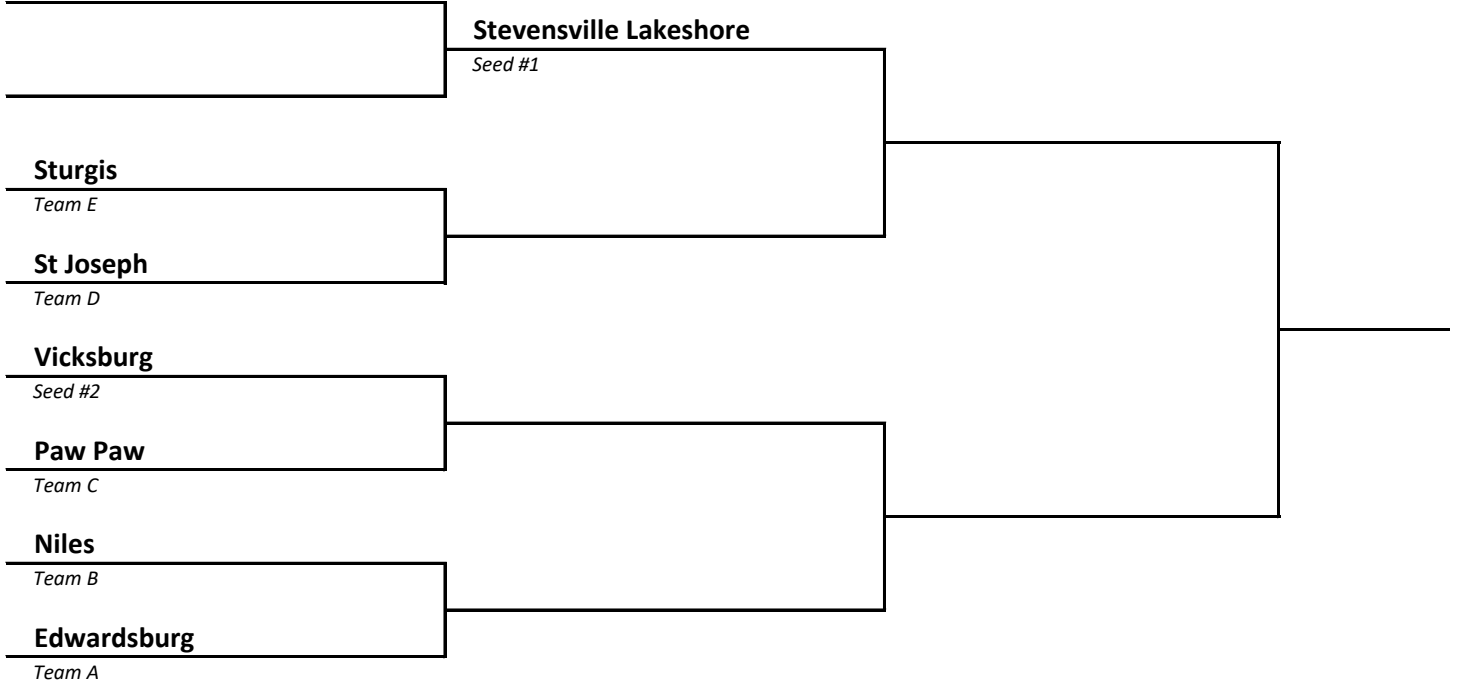 Stevensville Lakeshore
Seed #1
Sturgis
Team E
St Joseph
Team D
Vicksburg
Seed #2
Paw Paw
Team C
Niles
Team B
Edwardsburg
Team A